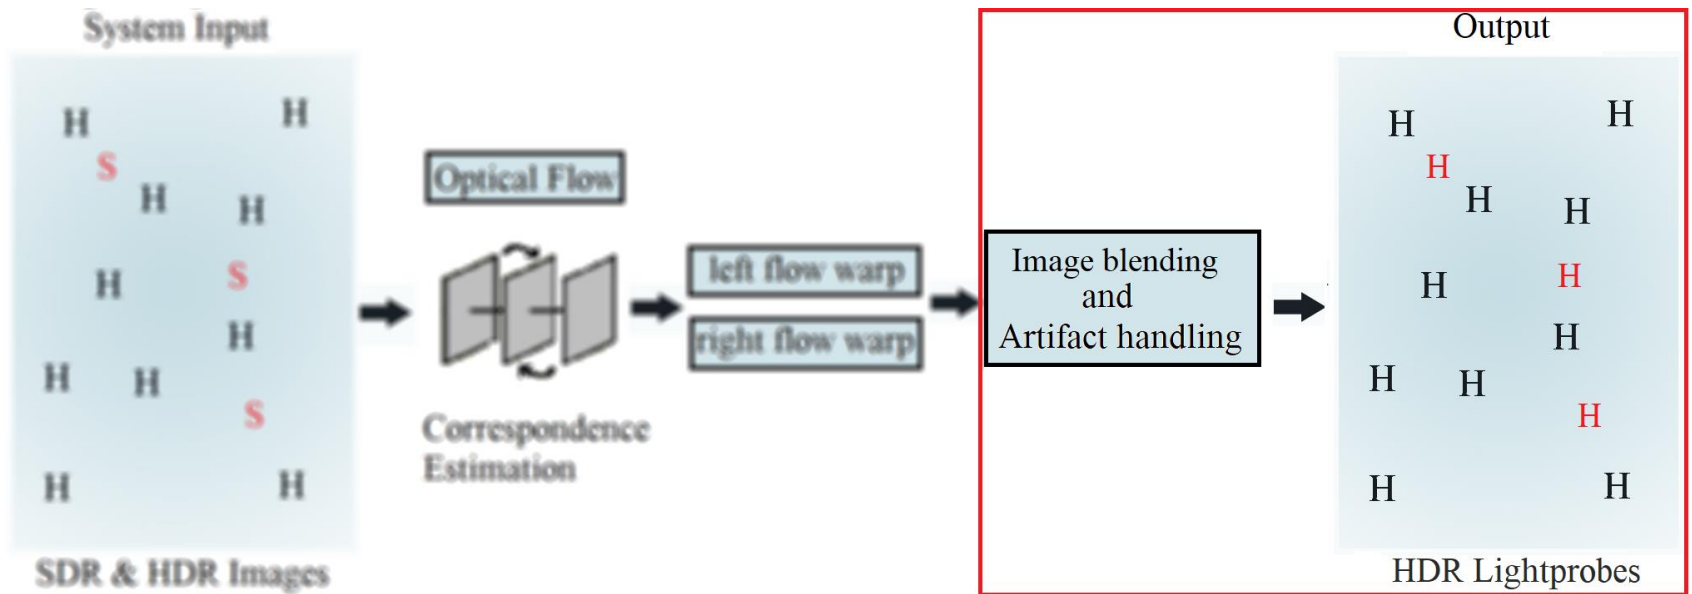 System Input
H
H
S
H
H
S
H
H
H
H
S
H
H
SDR & HDR Images
Optical Flow
Correspondence
Estimation
left flow warp
right flow warp
Image blending
and
Artifact handling
Output
H
H
H
H
H
H
H
H
H
H
H
H
H
HDR Lightprobes